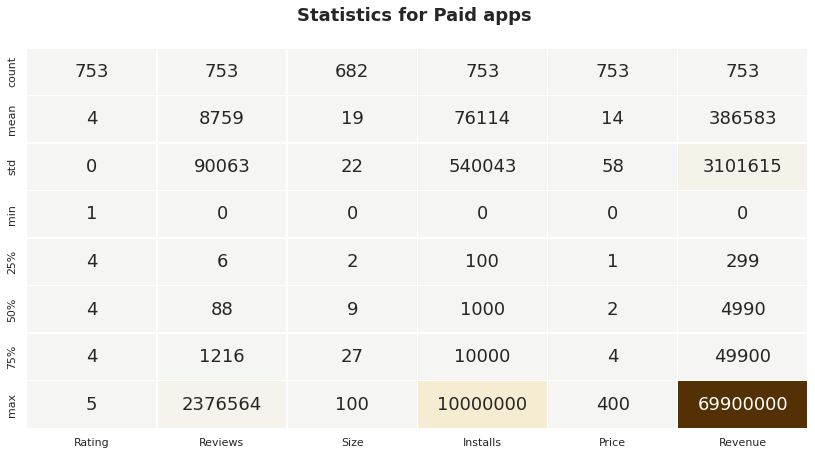 Statistics for Paid apps
count 753 753 682 753 753 753
mean 4 8759 19 76114 14 386583
std 0 90063 22 540043 58 3101615
min 1 0 0 0 0 0
25% 4 6 2 100 1 299
50% 4 88 9 1000 2 4990
75% 4 1216 27 10000 4 49900
max 5 2376564 100 10000000 400 69900000
Rating Reviews Size Installs Price Revenue